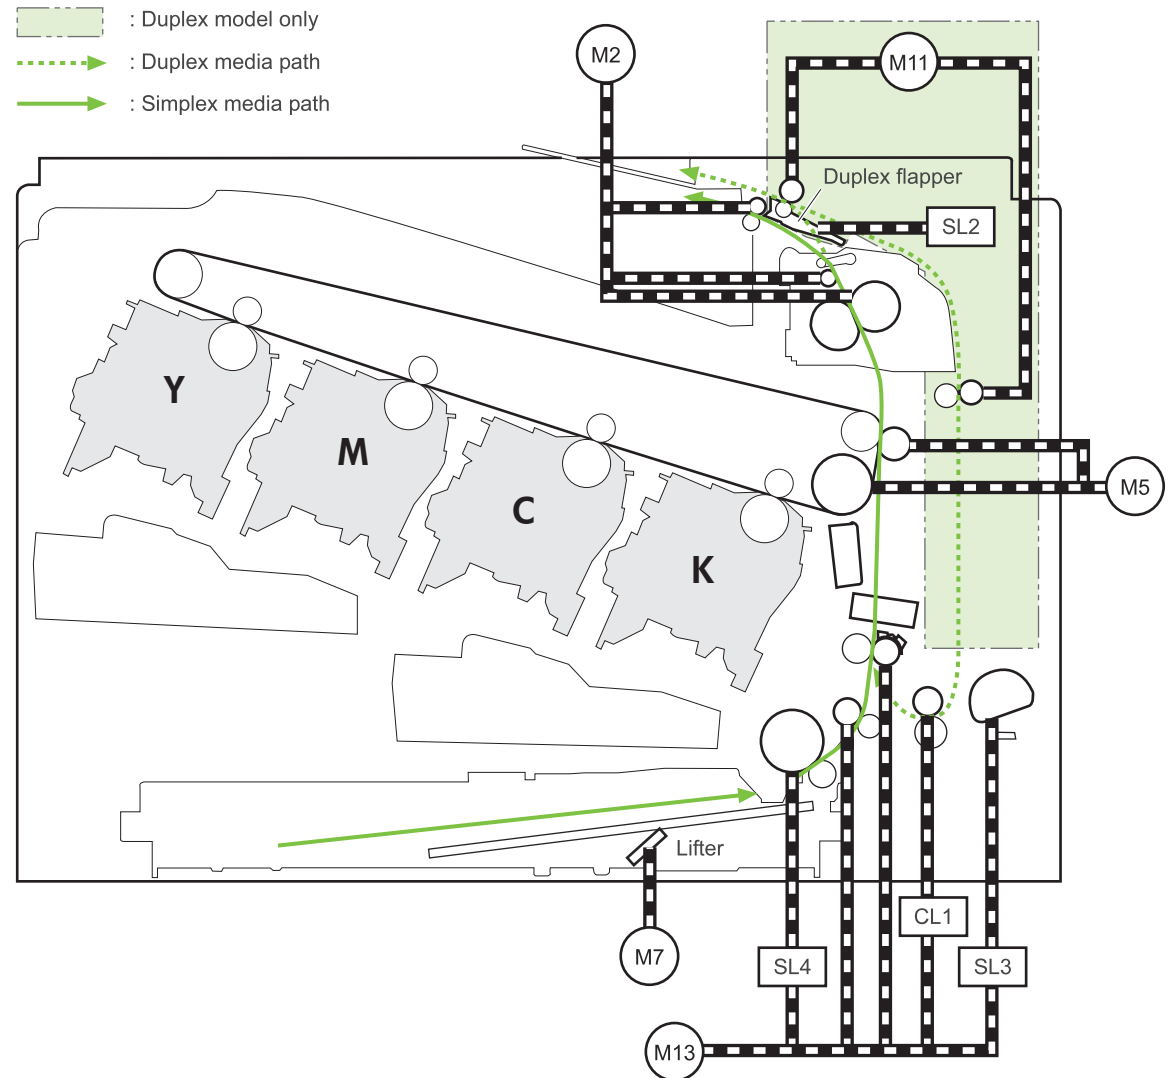 : Duplex model only
: Duplex media path
: Simplex media path
M2
M11
Duplex flapper
SL2
Y
M
C
K
M5
Lifter
CL1
M7
SL4
SL3
M13